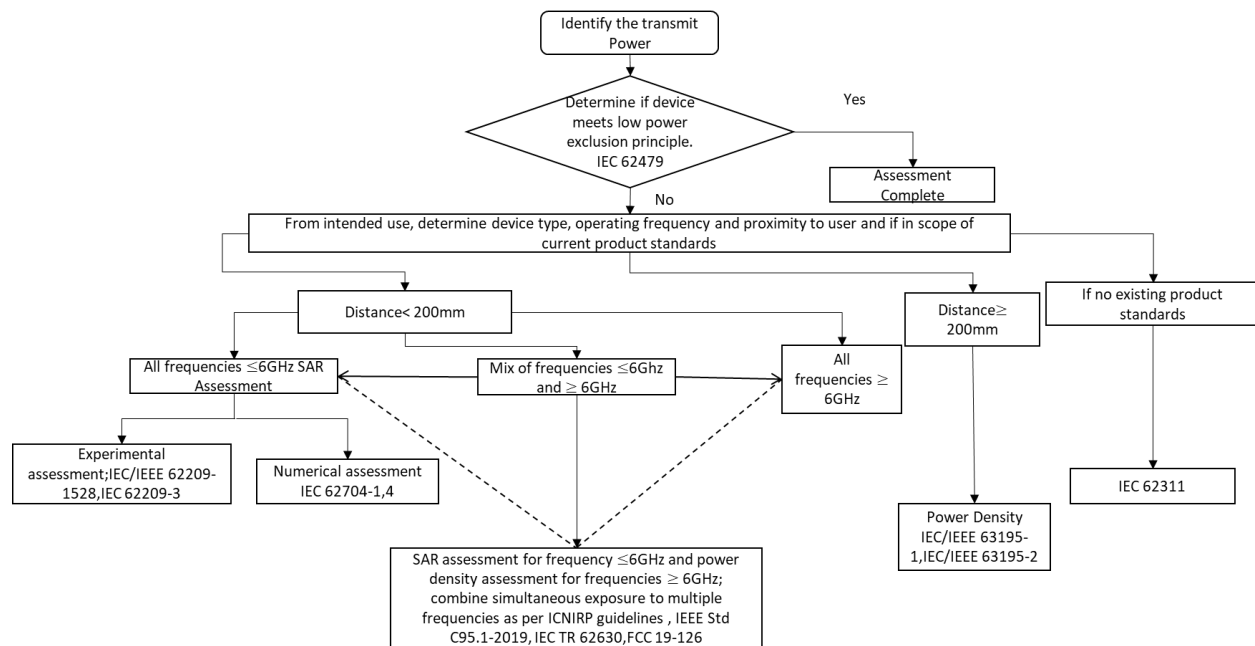 Identify the transmit
Power
Determine if device
meets low power
exclusion principle.
IEC 62479
Yes
Assessment
Complete
No
From intended use, determine device type, operating frequency and proximity to user and if in scope of
current product standards
Distance< 200mm
Distance≥
200mm
If no existing product
standards
All frequencies ≤6GHz SAR
Assessment
Mix of frequencies ≤6Ghz
and ≥ 6GHz
All
frequencies ≥
6GHz
Experimental
assessment;IEC/IEEE 62209-
1528,IEC 62209-3
Numerical assessment
IEC 62704-1,4
IEC 62311
Power Density
IEC/IEEE 63195-
1,IEC/IEEE 63195-2
SAR assessment for frequency ≤6GHz and power
density assessment for frequencies ≥ 6GHz;
combine simultaneous exposure to multiple
frequencies as per ICNIRP guidelines , IEEE Std
C95.1-2019, IEC TR 62630,FCC 19-126